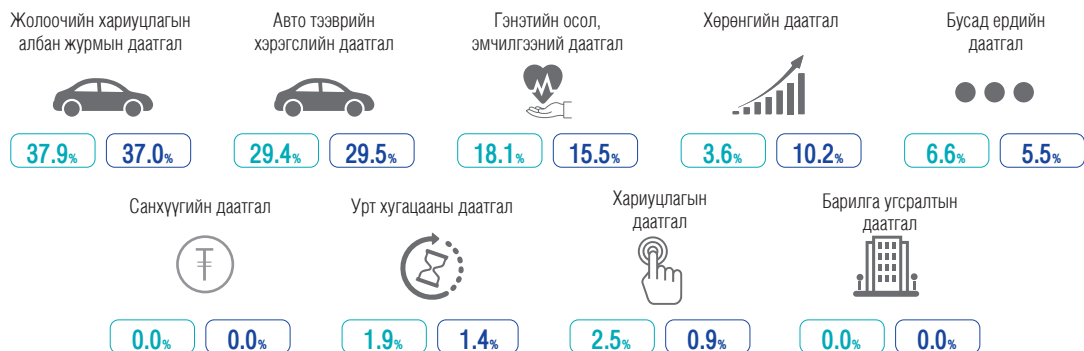 Жолоочийн хариуцлагын
албан журмын даатгал
37.9% 37.0%
Авто тээврийн
хэрэгслийн даатгал
29.4% 29.5%
Гэнэтийн осол,
эмчилгээний даатгал
18.1% 15.5%
Хөрөнгийн даатгал
3.6% 10.2%
Бусад ердийн
даатгал
6.6% 5.5%
Санхүүгийн даатгал
₮
0.0% 0.0%
Урт хугацааны даатгал
1.9% 1.4%
Хариуцлагын
даатгал
2.5% 0.9%
Барилга угсралтын
даатгал
0.0% 0.0%